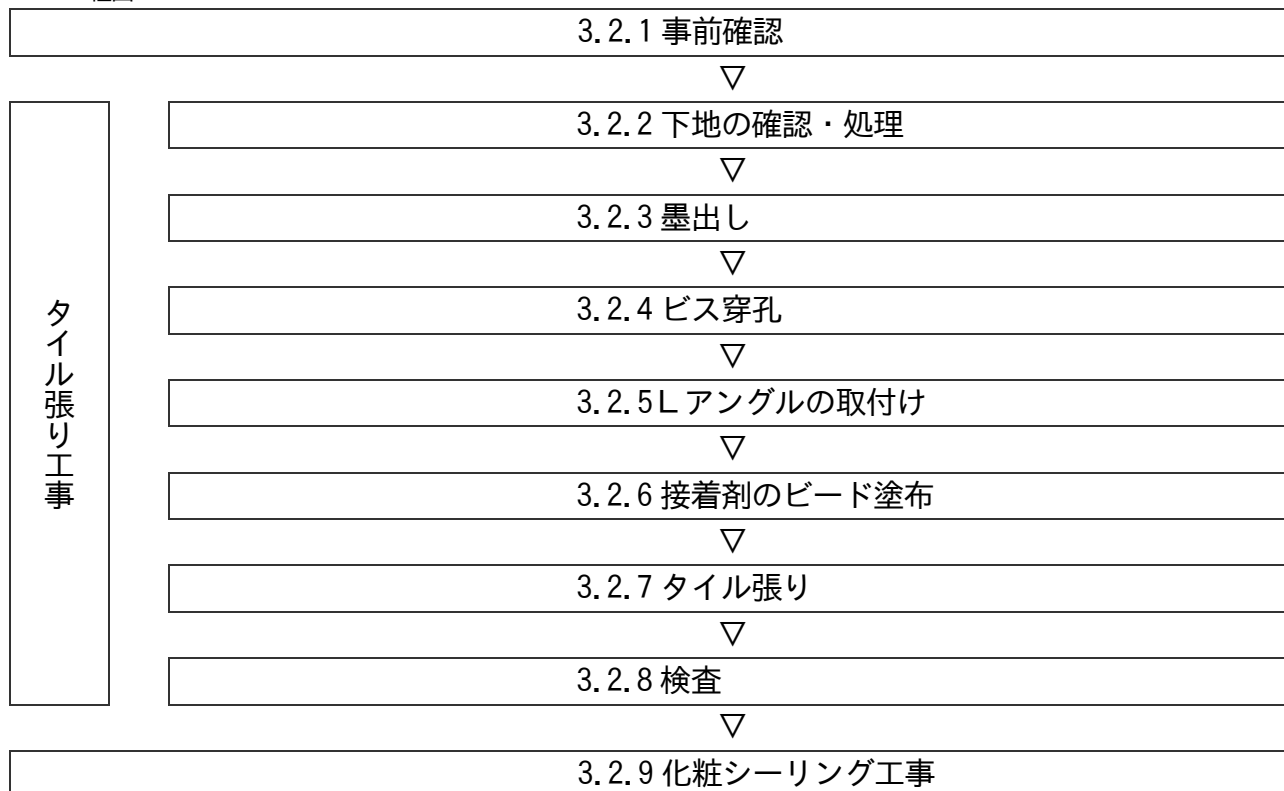 3.2.1 事前確認
▽
タイル張り工事
3.2.2 下地の確認・処理
▽
3.2.3 墨出し
▽
3.2.4 ビス穿孔
▽
3.2.5 Lアングルの取付け
▽
3.2.6 接着剤のビード塗布
▽
3.2.7 タイル張り
▽
3.2.8 検査
▽
3.2.9 化粧シーリング工事